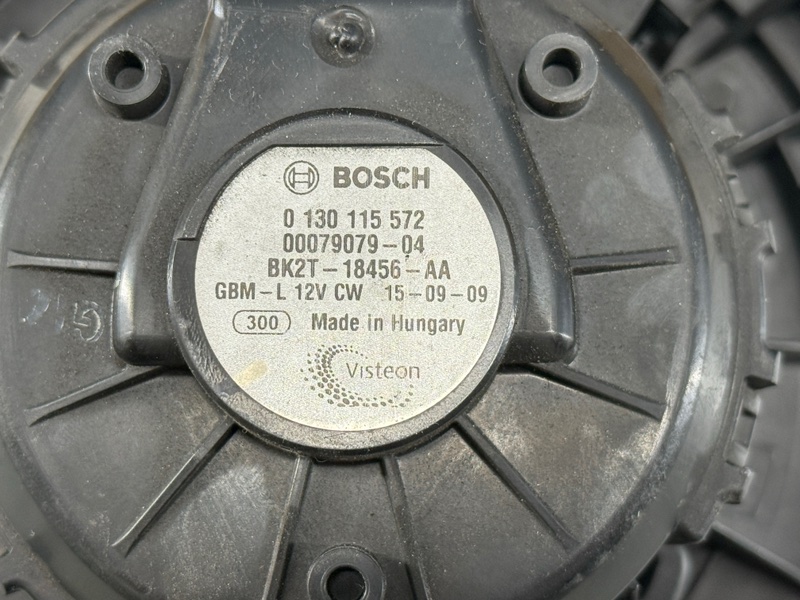 BOSCH
0 130 115 572
00079079-04
BK2T-18456-AA
GBM-L 12V CW 15-09-09
300 Made in Hungary
Visteon